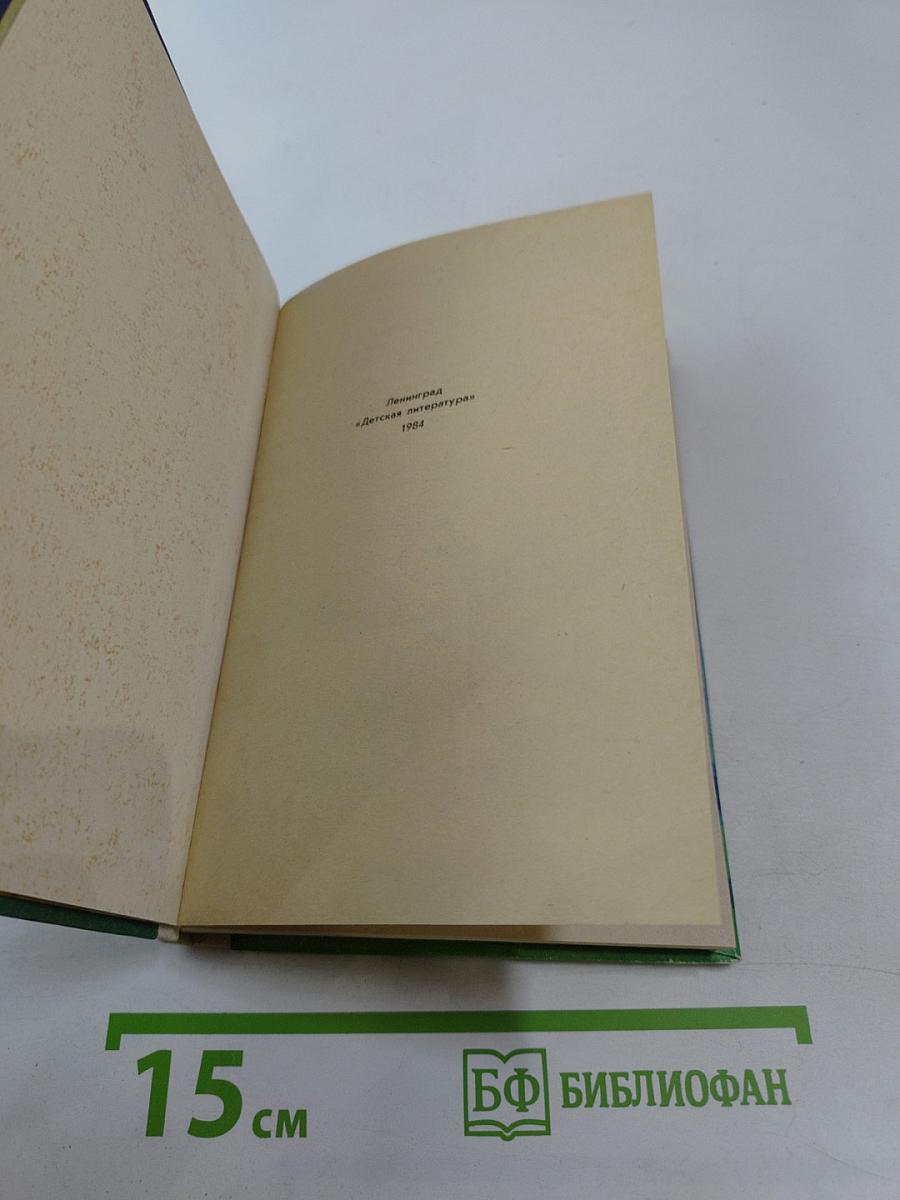 Ленинград
«Детская литература»
1984
15 см
БФ БИБЛИОФАН